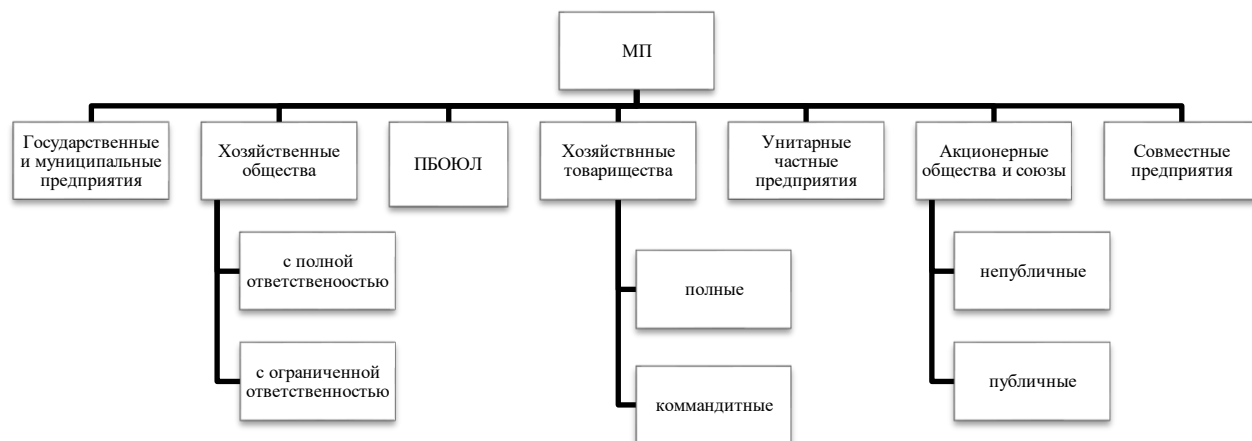 МП
Государственные
и муниципальные
предприятия
Хозяйственные
общества
ПБОЮЛ
Хозяйствнные
товарищества
Унитарные
частные
предприятия
Акционерные
общества и союзы
Совместные
предприятия
с полной
ответственоостью
с ограниченной
ответственностью
полные
коммандитные
непубличные
публичные